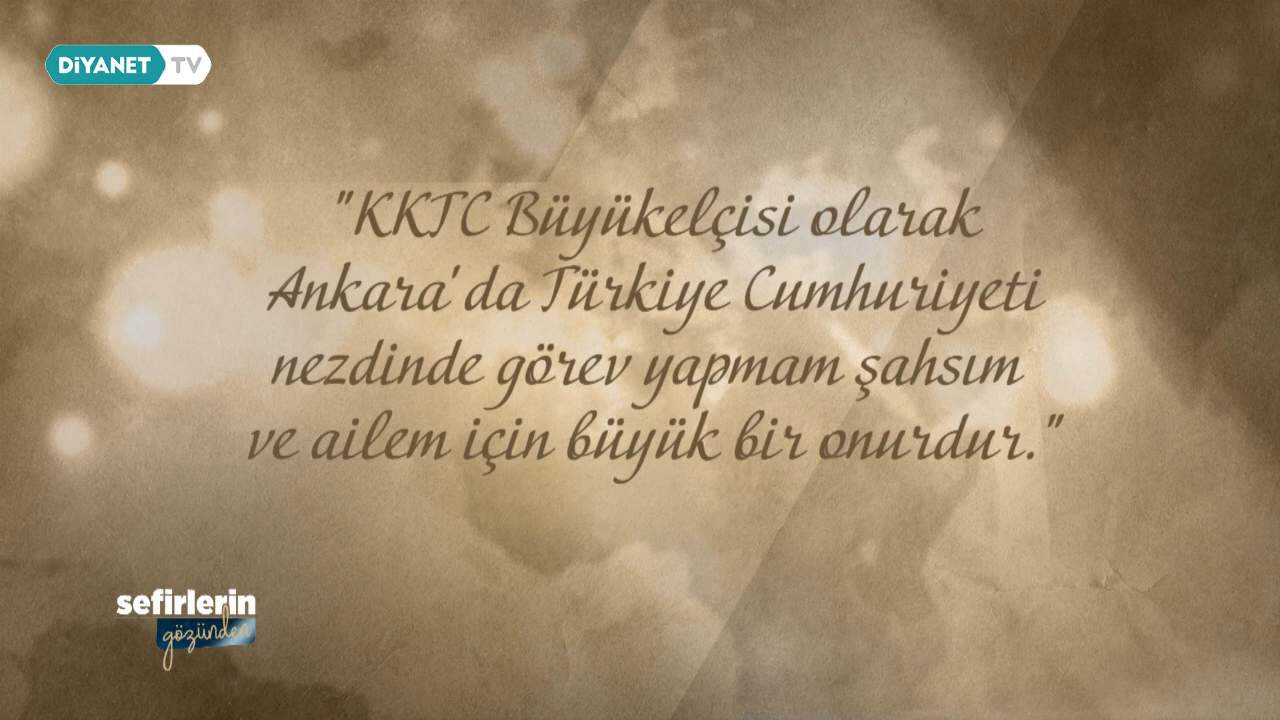 DİYANET TV
"KKTC Büyükelçisi olarak
Ankara'da Türkiye Cumhuriyeti
nezdinde görev yapmam şahsım
ve ailem için büyük bir onurdur."
sefirlerin
gözünden